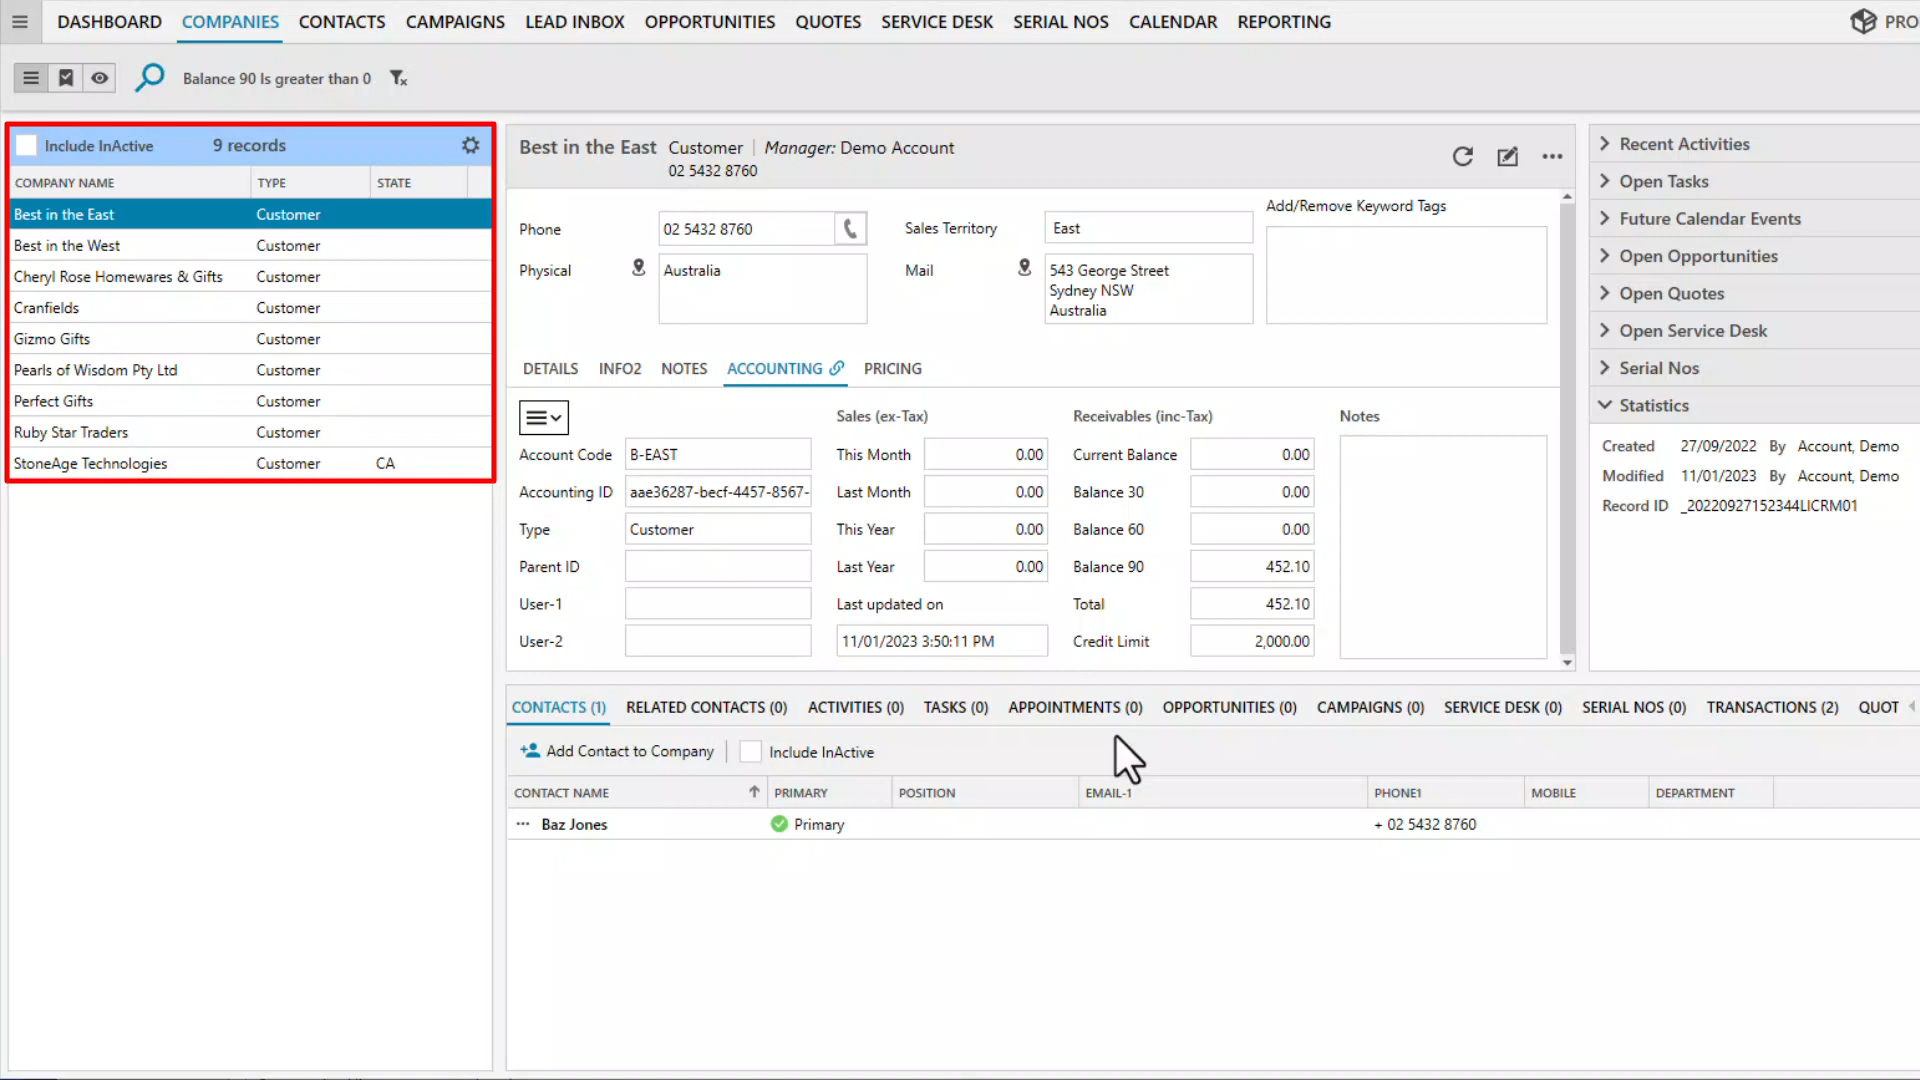 DASHBOARD COMPANIES CONTACTS CAMPAIGNS LEAD INBOX OPPORTUNITIES QUOTES SERVICE DESK SERIAL NOS CALENDAR REPORTING PRO
Balance 90 Is greater than 0
Include InActive 9 records
COMPANY NAME TYPE STATE
Best in the East Customer
Best in the West Customer
Cheryl Rose Homewares & Gifts Customer
Cranfields Customer
Gizmo Gifts Customer
Pearls of Wisdom Pty Ltd Customer
Perfect Gifts Customer
Ruby Star Traders Customer
StoneAge Technologies Customer CA
Best in the East Customer | Manager: Demo Account
02 5432 8760
Phone 02 5432 8760 Sales Territory East Add/Remove Keyword Tags
Physical Australia Mail 543 George Street
Sydney NSW
Australia
DETAILS INFO2 NOTES ACCOUNTING PRICING
Sales (ex-Tax) Receivables (inc-Tax) Notes
Account Code B-EAST This Month 0.00 Current Balance 0.00
Accounting ID aae36287-becf-4457-8567- Last Month 0.00 Balance 30 0.00
Type Customer This Year 0.00 Balance 60 0.00
Parent ID Last Year 0.00 Balance 90 452.10
User-1 Last updated on Total 452.10
User-2 11/01/2023 3:50:11 PM Credit Limit 2,000.00
Recent Activities
Open Tasks
Future Calendar Events
Open Opportunities
Open Quotes
Open Service Desk
Serial Nos
Statistics
Created 27/09/2022 By Account, Demo
Modified 11/01/2023 By Account, Demo
Record ID _20220927152344LICRM01
CONTACTS (1) RELATED CONTACTS (0) ACTIVITIES (0) TASKS (0) APPOINTMENTS (0) OPPORTUNITIES (0) CAMPAIGNS (0) SERVICE DESK (0) SERIAL NOS (0) TRANSACTIONS (2) QUOT
Add Contact to Company Include InActive
CONTACT NAME PRIMARY POSITION EMAIL-1 PHONE1 MOBILE DEPARTMENT
Baz Jones Primary + 02 5432 8760